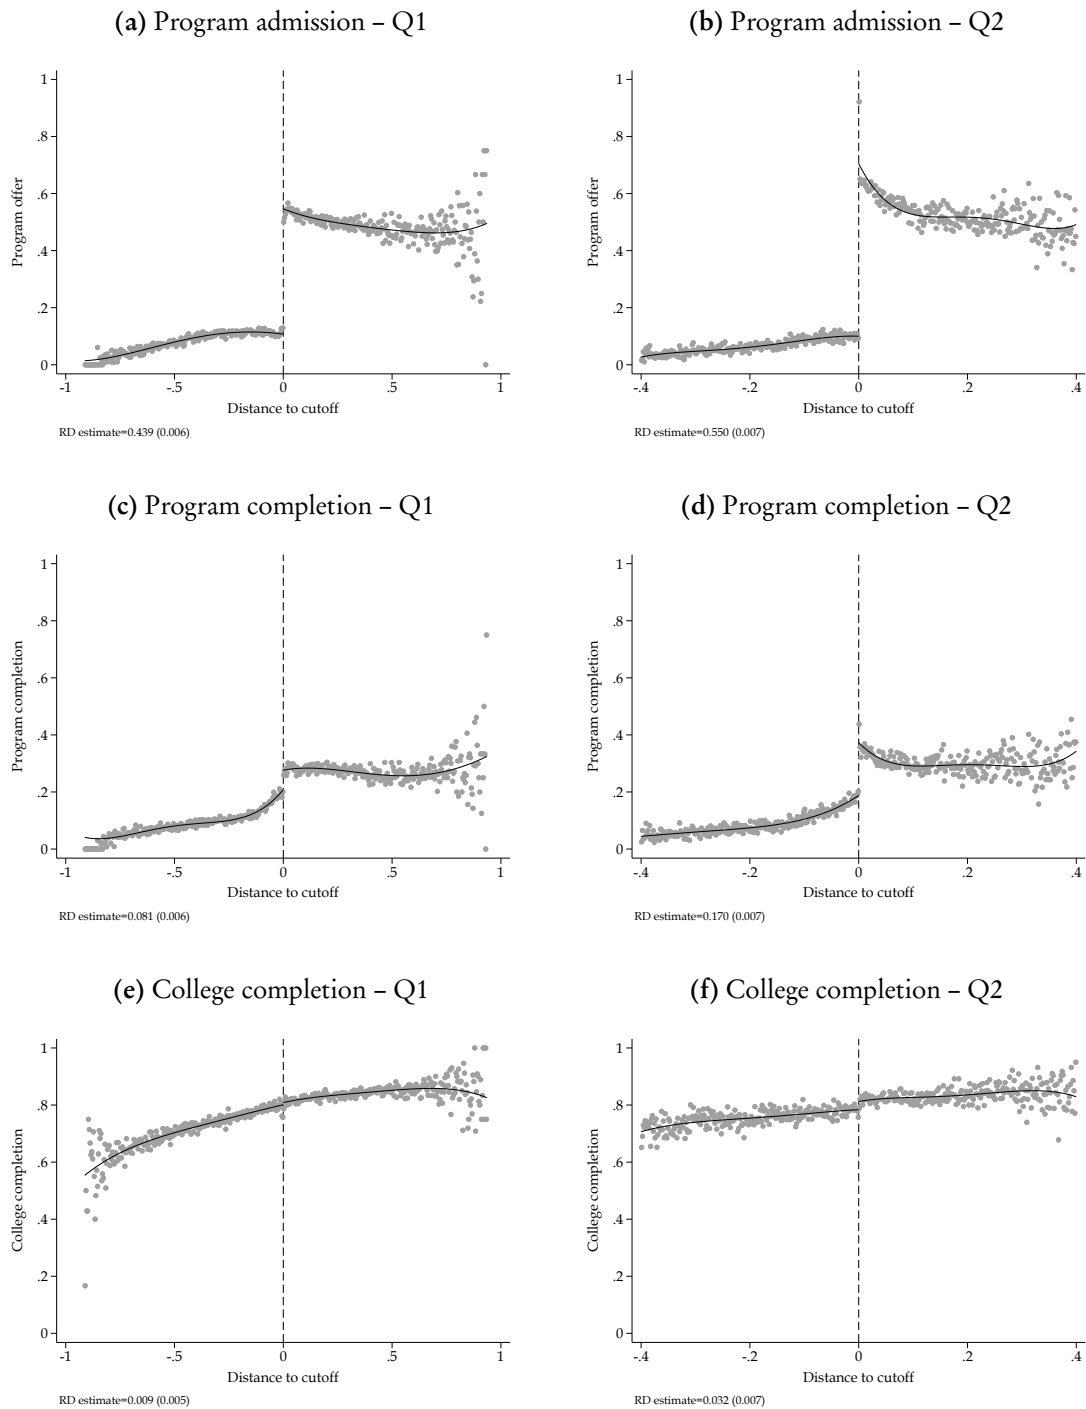 (a) Program admission – Q1
1
.8
.6
.4
.2
0
Program offer
-1
-.5
0
.5
1
Distance to cutoff
RD estimate=0.439 (0.006)
(b) Program admission – Q2
1
.8
.6
.4
.2
0
Program offer
-.4
-.2
0
.2
.4
Distance to cutoff
RD estimate=0.550 (0.007)
(c) Program completion – Q1
1
.8
.6
.4
.2
0
Program completion
-1
-.5
0
.5
1
Distance to cutoff
RD estimate=0.081 (0.006)
(d) Program completion – Q2
1
.8
.6
.4
.2
0
Program completion
-.4
-.2
0
.2
.4
Distance to cutoff
RD estimate=0.170 (0.007)
(e) College completion – Q1
1
.8
.6
.4
.2
0
College completion
-1
-.5
0
.5
1
Distance to cutoff
RD estimate=0.009 (0.005)
(f) College completion – Q2
1
.8
.6
.4
.2
0
College completion
-.4
-.2
0
.2
.4
Distance to cutoff
RD estimate=0.032 (0.007)